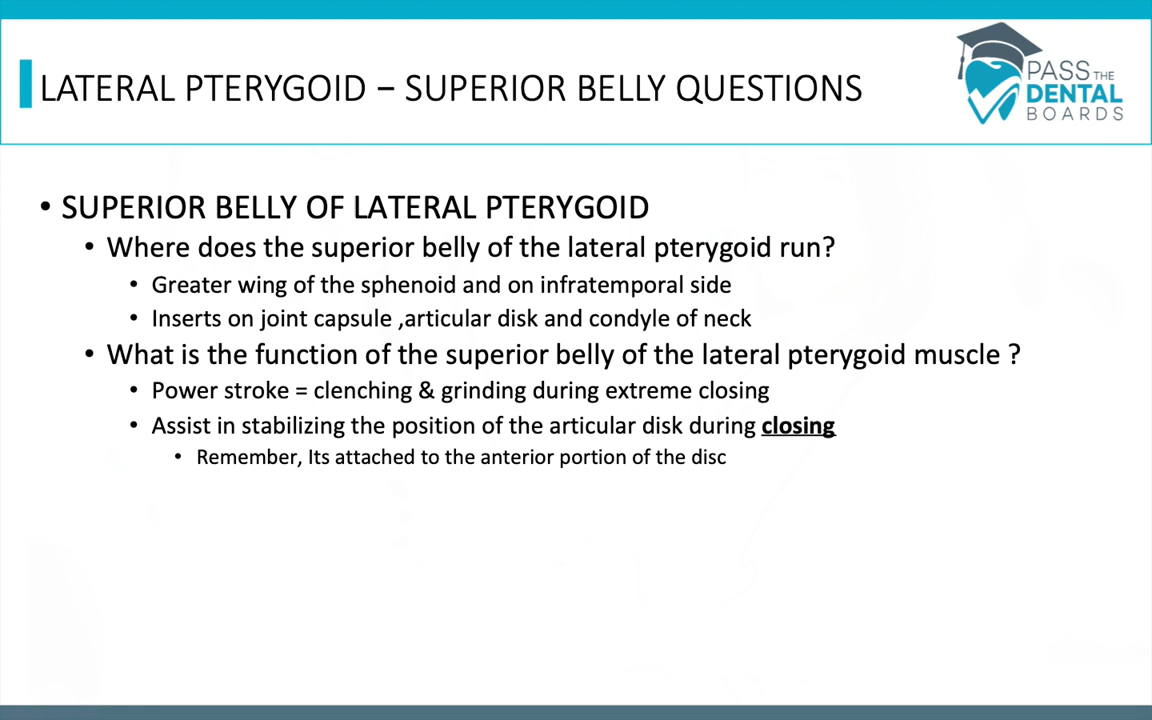 LATERAL PTERYGOID – SUPERIOR BELLY QUESTIONS
PASS THE
DENTAL
BOARDS
• SUPERIOR BELLY OF LATERAL PTERYGOID
• Where does the superior belly of the lateral pterygoid run?
• Greater wing of the sphenoid and on infratemporal side
• Inserts on joint capsule ,articular disk and condyle of neck
• What is the function of the superior belly of the lateral pterygoid muscle ?
• Power stroke = clenching & grinding during extreme closing
• Assist in stabilizing the position of the articular disk during closing
• Remember, Its attached to the anterior portion of the disc